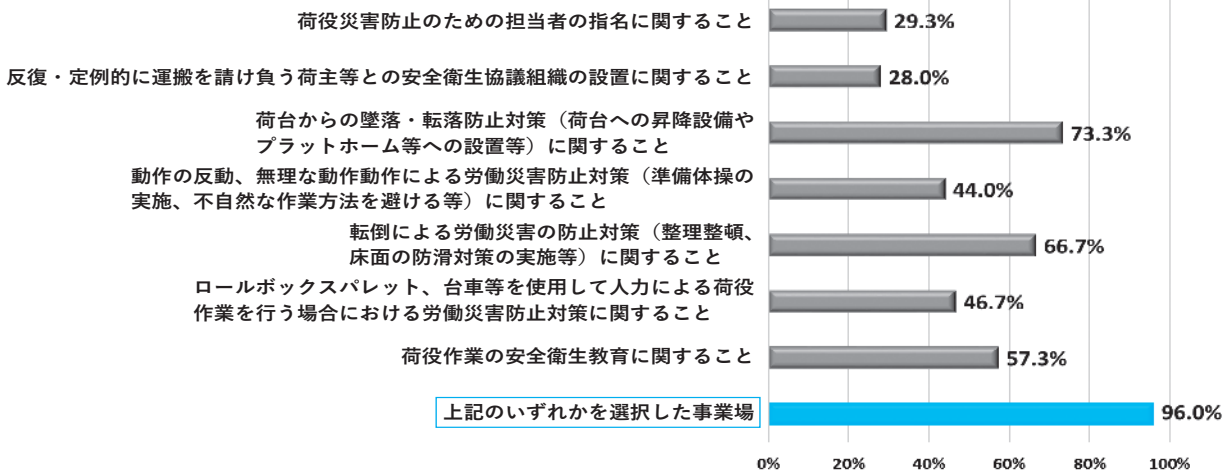 荷役災害防止のための担当者の指名に関すること 29.3%
反復・定例的に運搬を請け負う荷主等との安全衛生協議組織の設置に関すること 28.0%
荷台からの墜落・転落防止対策（荷台への昇降設備や
プラットホーム等への設置等）に関すること 73.3%
動作の反動、無理な動作動作による労働災害防止対策（準備体操の
実施、不自然な作業方法を避ける等）に関すること 44.0%
転倒による労働災害の防止対策（整理整頓、
床面の防滑対策の実施等）に関すること 66.7%
ロールボックスパレット、台車等を使用して人力による荷役
作業を行う場合における労働災害防止対策に関すること 46.7%
荷役作業の安全衛生教育に関すること 57.3%
上記のいずれかを選択した事業場 96.0%
0% 20% 40% 60% 80% 100%